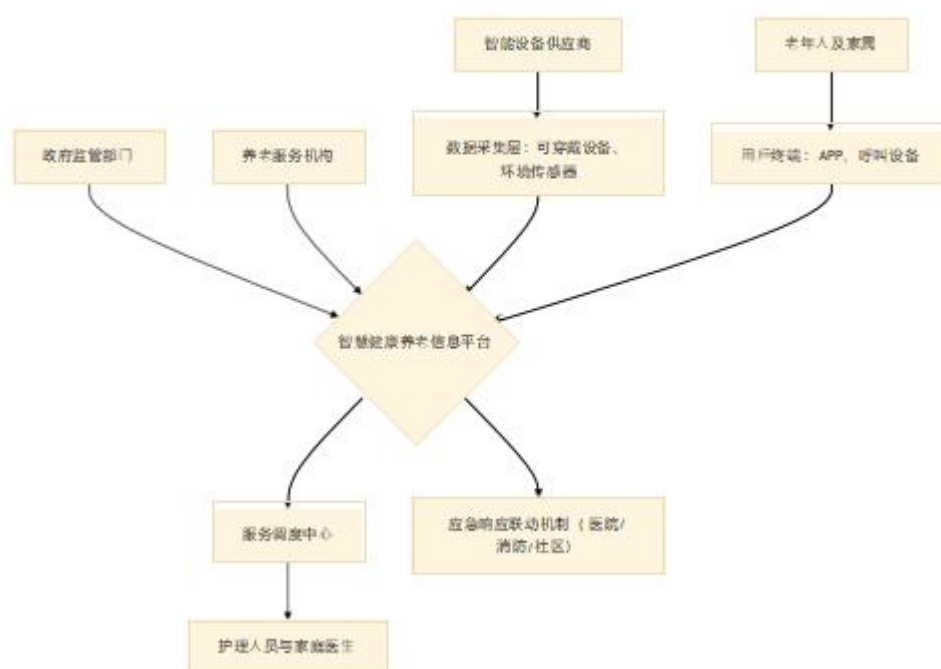 智能设备供应商
老年人及家属
政府监管部门
养老服务机构
数据采集层：可穿戴设备、
环境传感器
用户终端：APP、呼叫设备
智慧健康养老信息平台
服务调度中心
应急响应联动机制（医院/
消防/社区）
护理人员与家庭医生